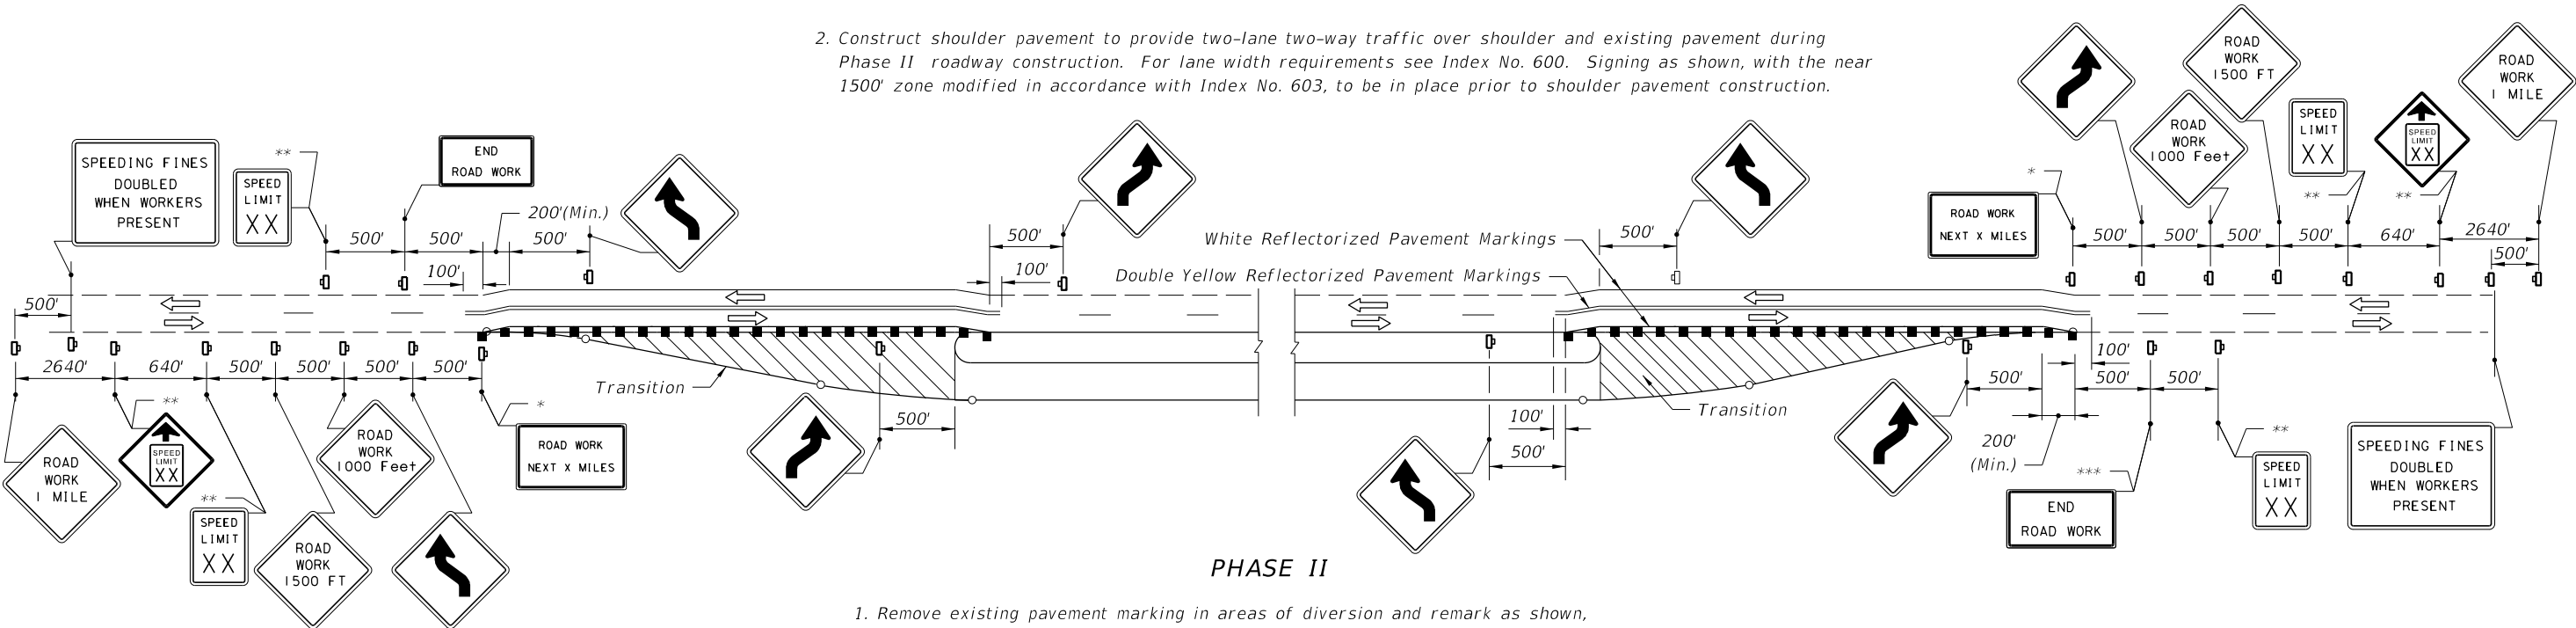 2. Construct shoulder pavement to provide two-lane two-way traffic over shoulder and existing pavement during
Phase II roadway construction. For lane width requirements see Index No. 600. Signing as shown, with the near
1500' zone modified in accordance with Index No. 603, to be in place prior to shoulder pavement construction.
SPEEDING FINES
DOUBLED
WHEN WORKERS
PRESENT
**
SPEED
LIMIT
XX
END
ROAD WORK
200'(Min.)
500'
500'
500'
100'
500'
500'
100'
White Reflectorized Pavement Markings
Double Yellow Reflectorized Pavement Markings
500'
*
ROAD WORK
NEXT X MILES
ROAD
WORK
1000 Feet
ROAD
WORK
1500 FT
SPEED
LIMIT
XX
**
SPEED
LIMIT
XX
**
ROAD
WORK
1 MILE
500'
500'
500'
500'
640'
2640'
500'
2640'
640'
500'
500'
500'
500'
ROAD
WORK
1 MILE
**
SPEED
LIMIT
XX
**
SPEED
LIMIT
XX
ROAD
WORK
1500 FT
ROAD
WORK
1000 Feet
*
ROAD WORK
NEXT X MILES
Transition
500'
100'
500'
Transition
500'
200'
(Min.)
100'
500'
500'
***
END
ROAD WORK
**
SPEED
LIMIT
XX
SPEEDING FINES
DOUBLED
WHEN WORKERS
PRESENT
PHASE II
1. Remove existing pavement marking in areas of diversion and remark as shown,